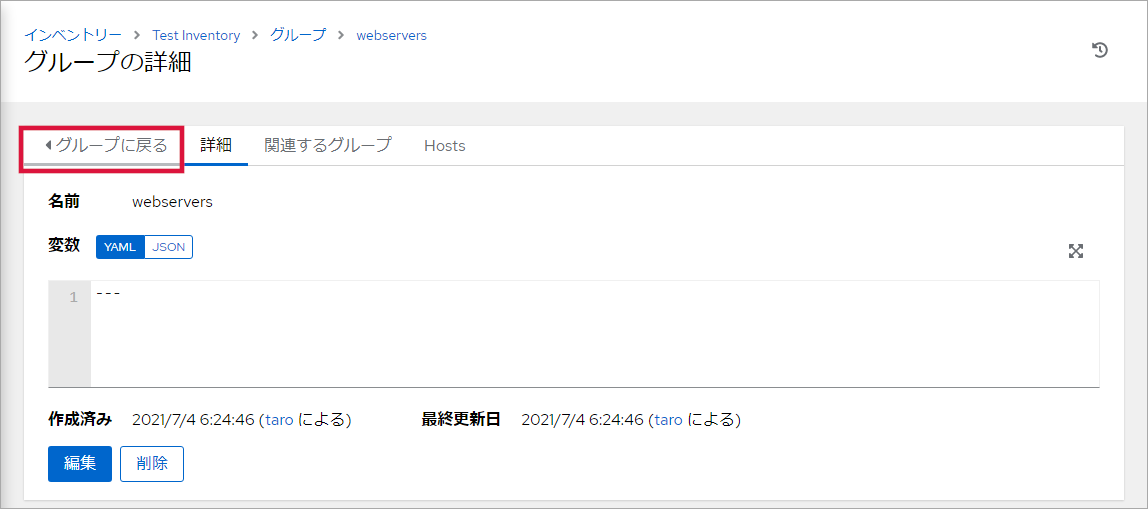 インベントリー > Test Inventory > グループ > webservers
グループの詳細
グループに戻る 詳細 関連するグループ Hosts
名前 webservers
変数 YAML JSON
1 ---
作成済み 2021/7/4 6:24:46 (taro による) 最終更新日 2021/7/4 6:24:46 (taro による)
編集 削除